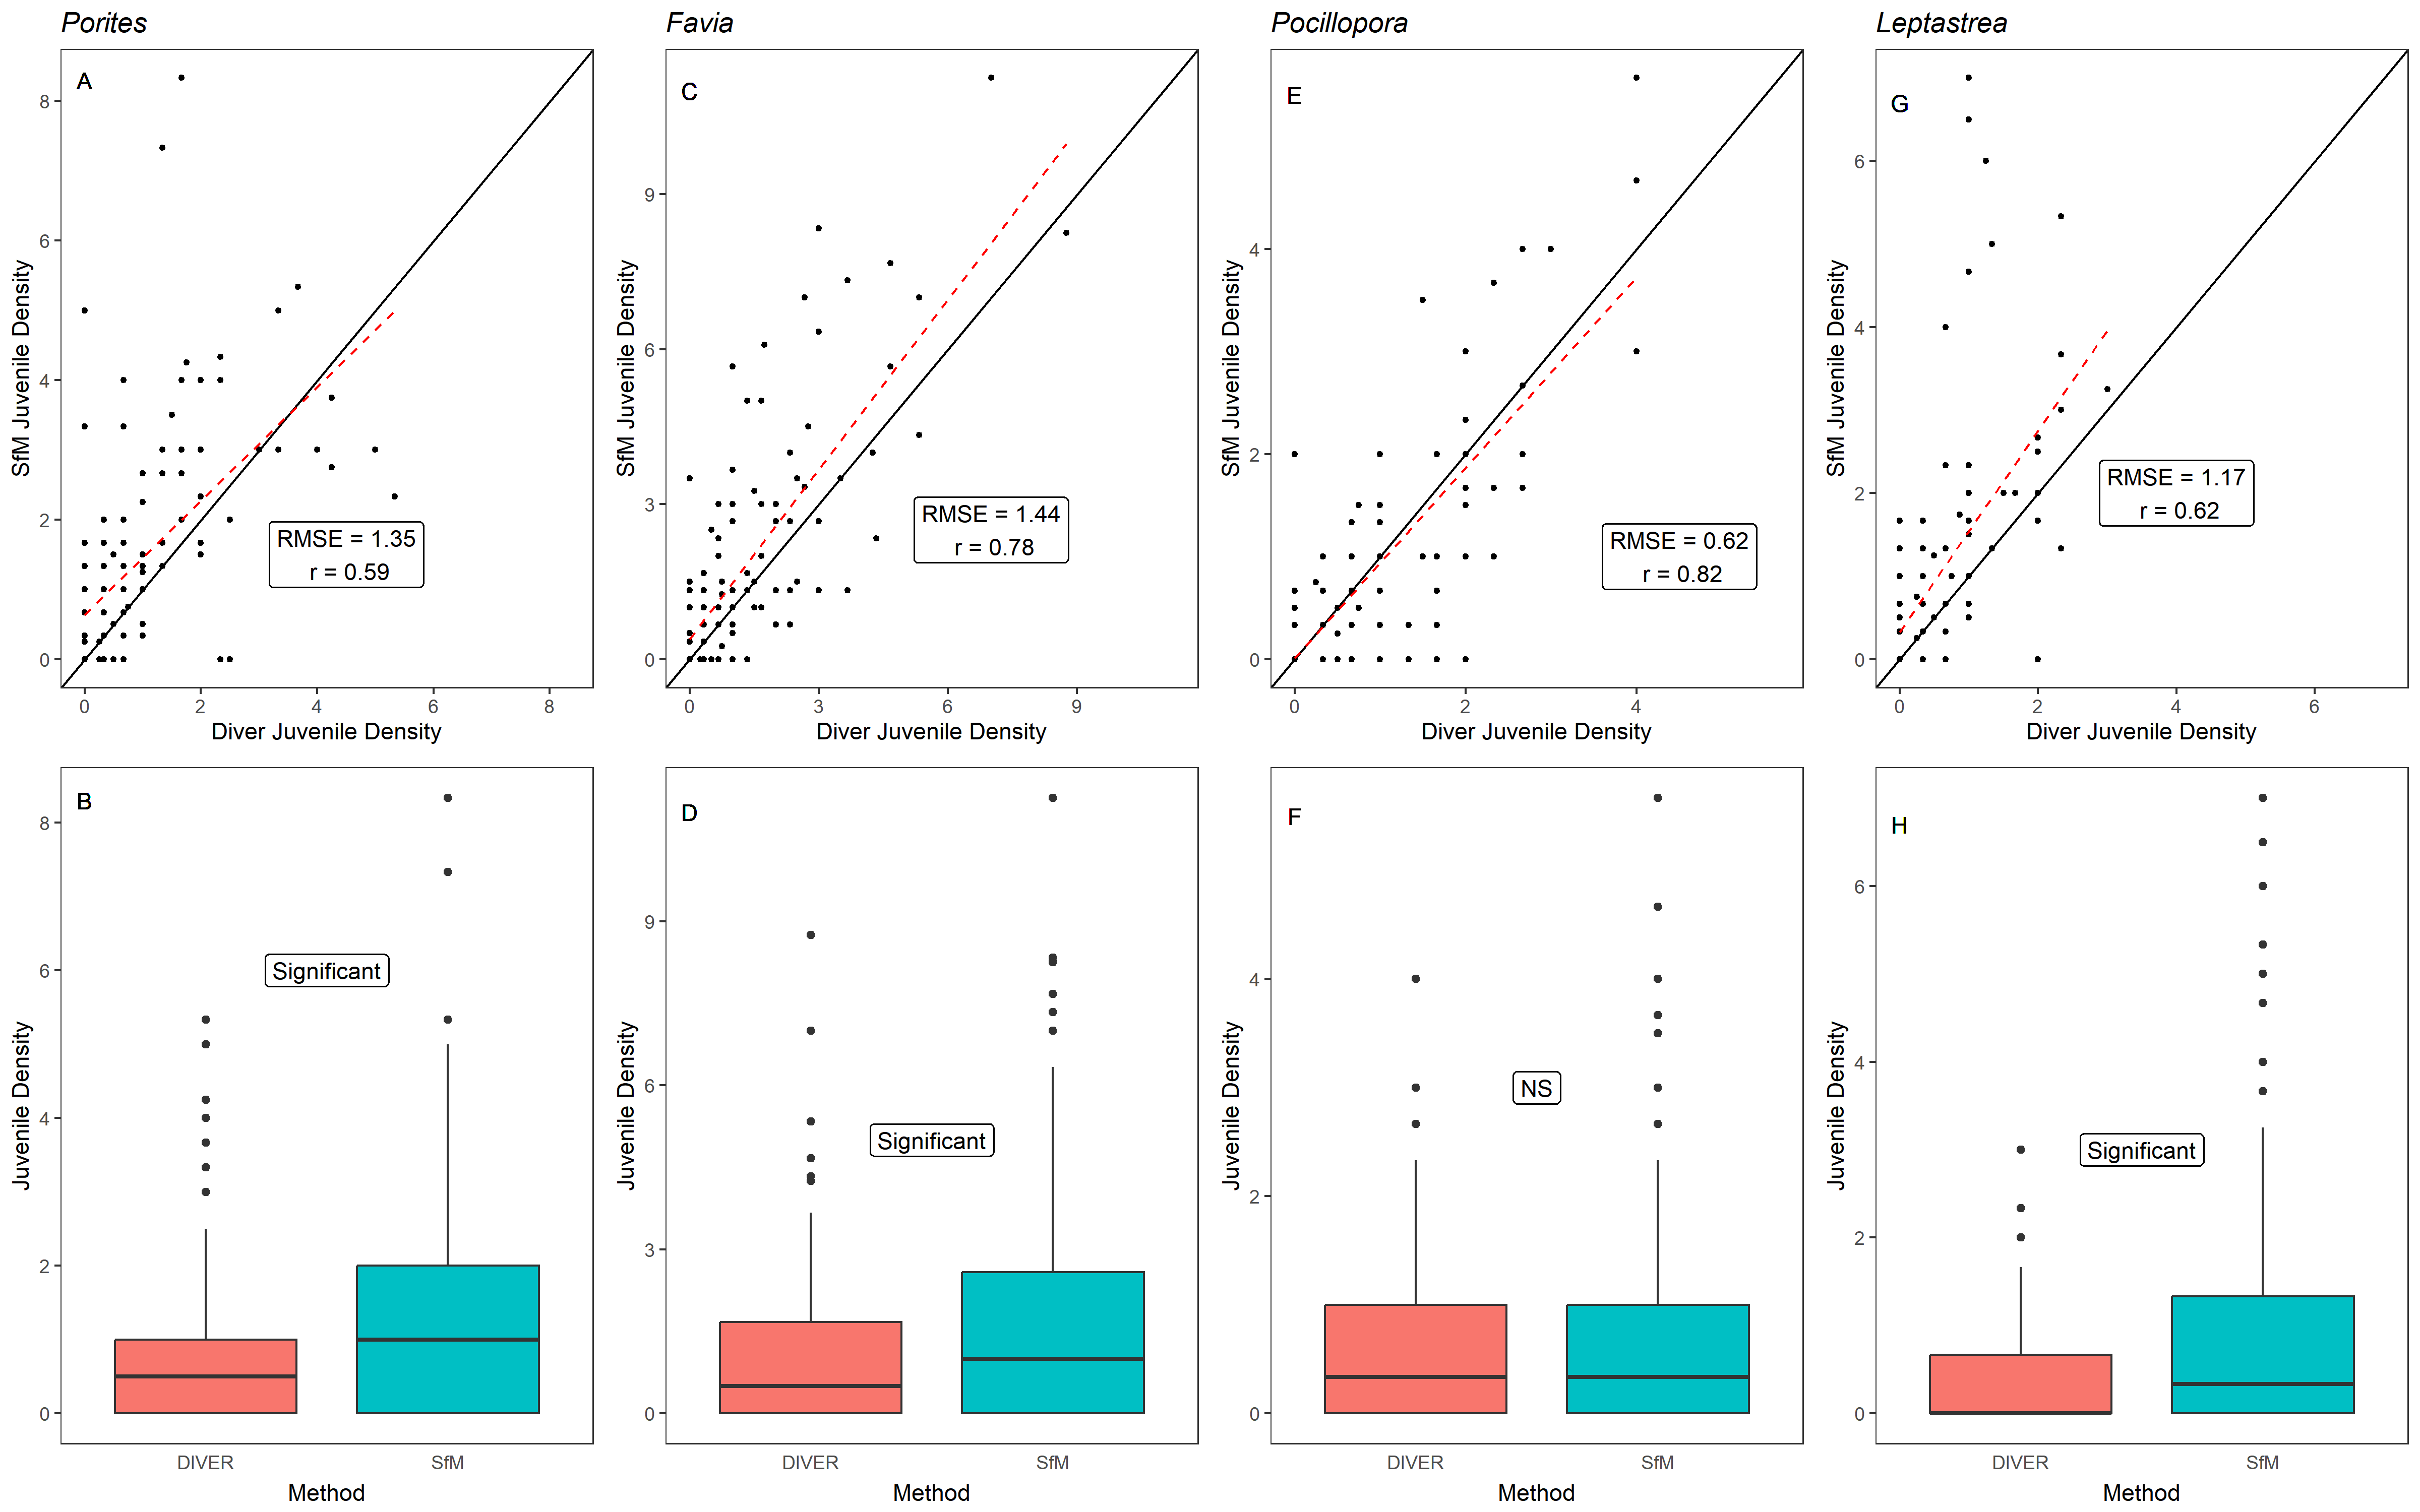 Porites
Favia
Pocillopora
Leptastrea
A
SfM Juvenile Density
8
6
4
2
0
RMSE = 1.35
r = 0.59
0 2 4 6 8
Diver Juvenile Density
C
SfM Juvenile Density
9
6
3
0
RMSE = 1.44
r = 0.78
0 3 6 9
Diver Juvenile Density
E
SfM Juvenile Density
4
2
0
RMSE = 0.62
r = 0.82
0 2 4
Diver Juvenile Density
G
SfM Juvenile Density
6
4
2
0
RMSE = 1.17
r = 0.62
0 2 4 6
Diver Juvenile Density
B
Juvenile Density
8
6
4
2
0
Significant
DIVER SfM
Method
D
Juvenile Density
9
6
3
0
Significant
DIVER SfM
Method
F
Juvenile Density
4
2
0
NS
DIVER SfM
Method
H
Juvenile Density
6
4
2
0
Significant
DIVER SfM
Method